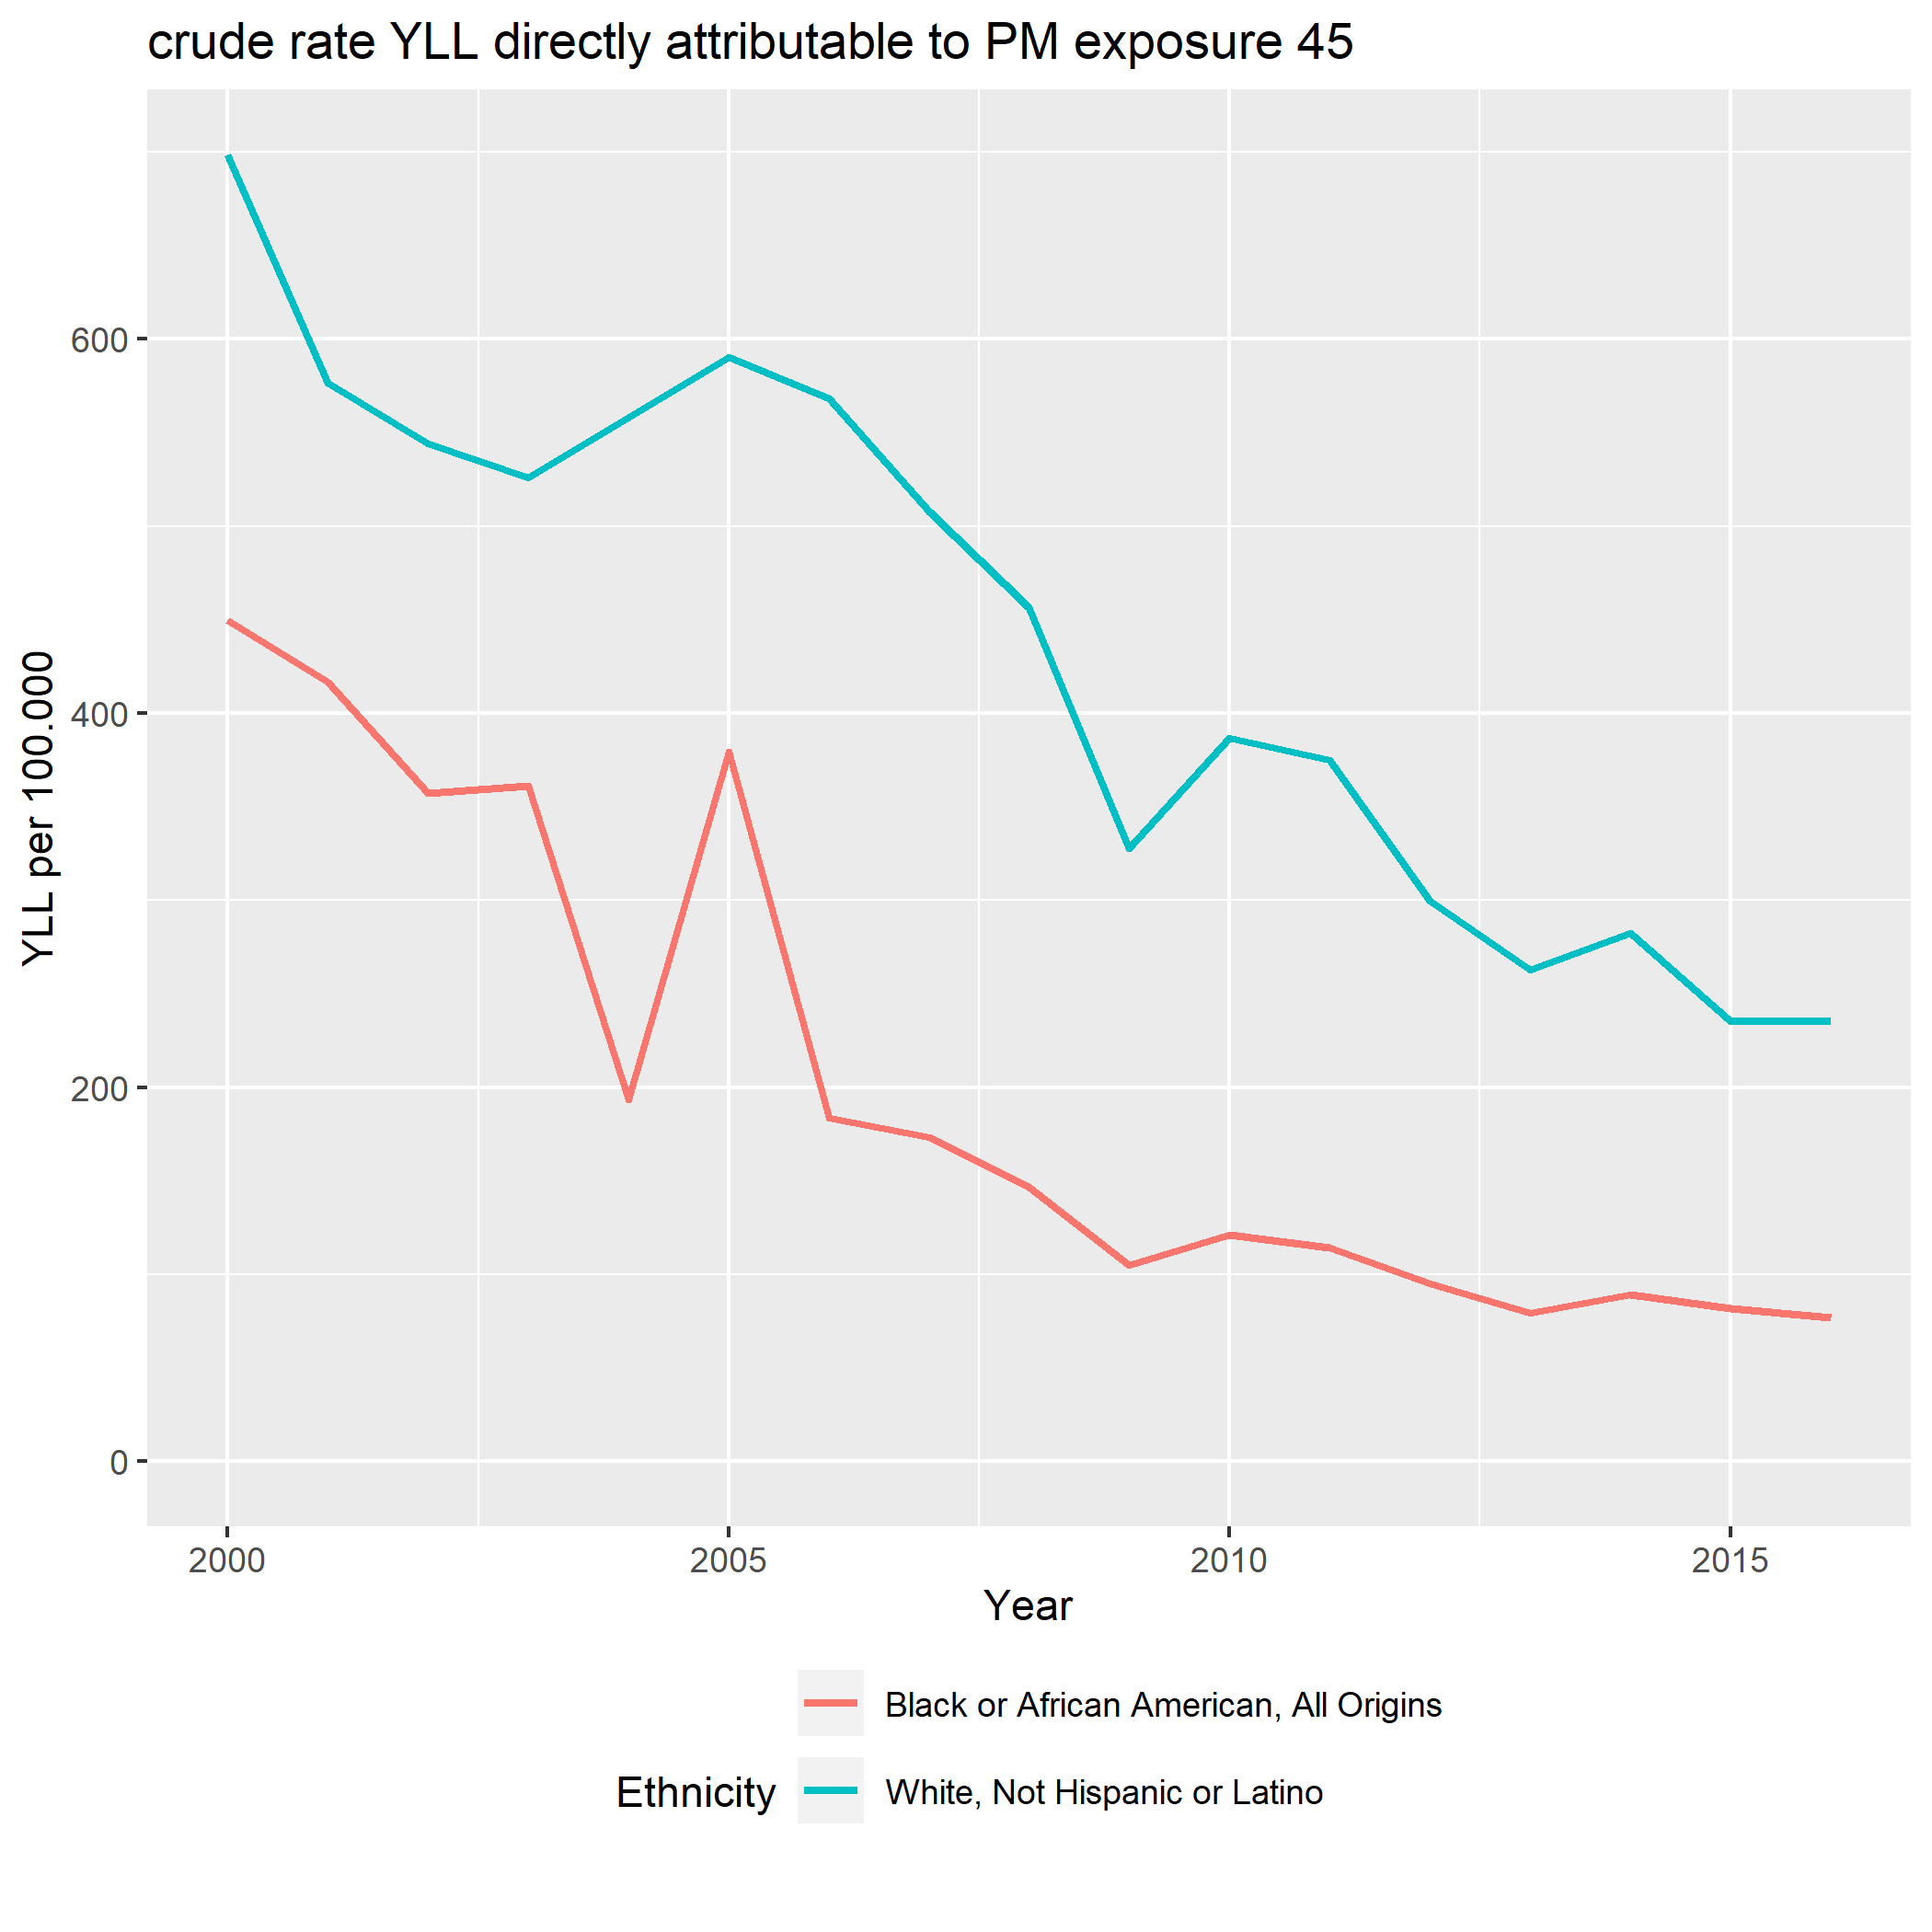 crude rate YLL directly attributable to PM exposure 45
YLL per 100.000
600
400
200
0
2000 2005 2010 2015
Year
Ethnicity
Black or African American, All Origins
White, Not Hispanic or Latino